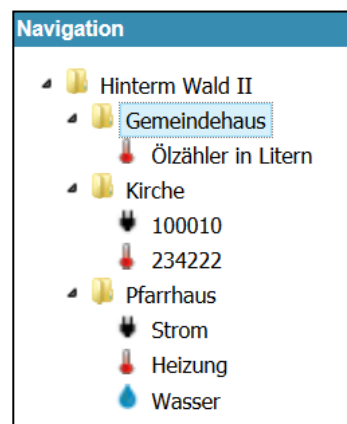 Navigation
Hinterm Wald II
Gemeindehaus
Ölzähler in Litern
Kirche
100010
234222
Pfarrhaus
Strom
Heizung
Wasser